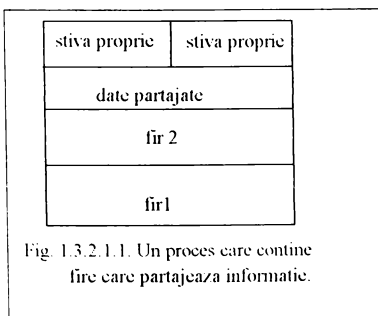 stiva proprie stiva proprie
date partajate
fir 2
fir1
Fig. 1.3.2.1.1. Un proces care contine
fire care partajeaza informatie.